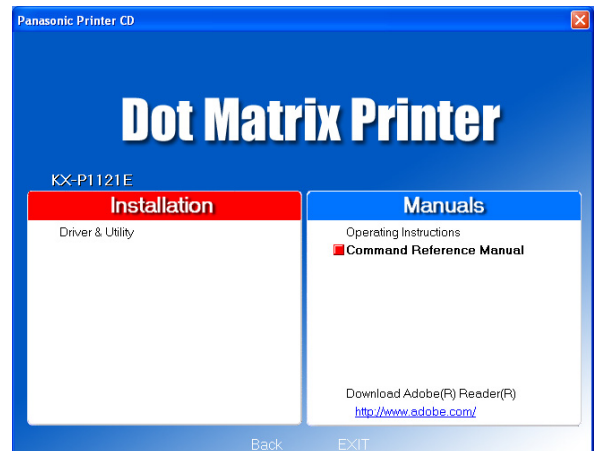 Panasonic Printer CD
Dot Matrix Printer
KX-P1121E
Installation
Driver & Utility
Manuals
Operating Instructions
Command Reference Manual
Download Adobe(R) Reader(R)
http://www.adobe.com/
Back
EXIT